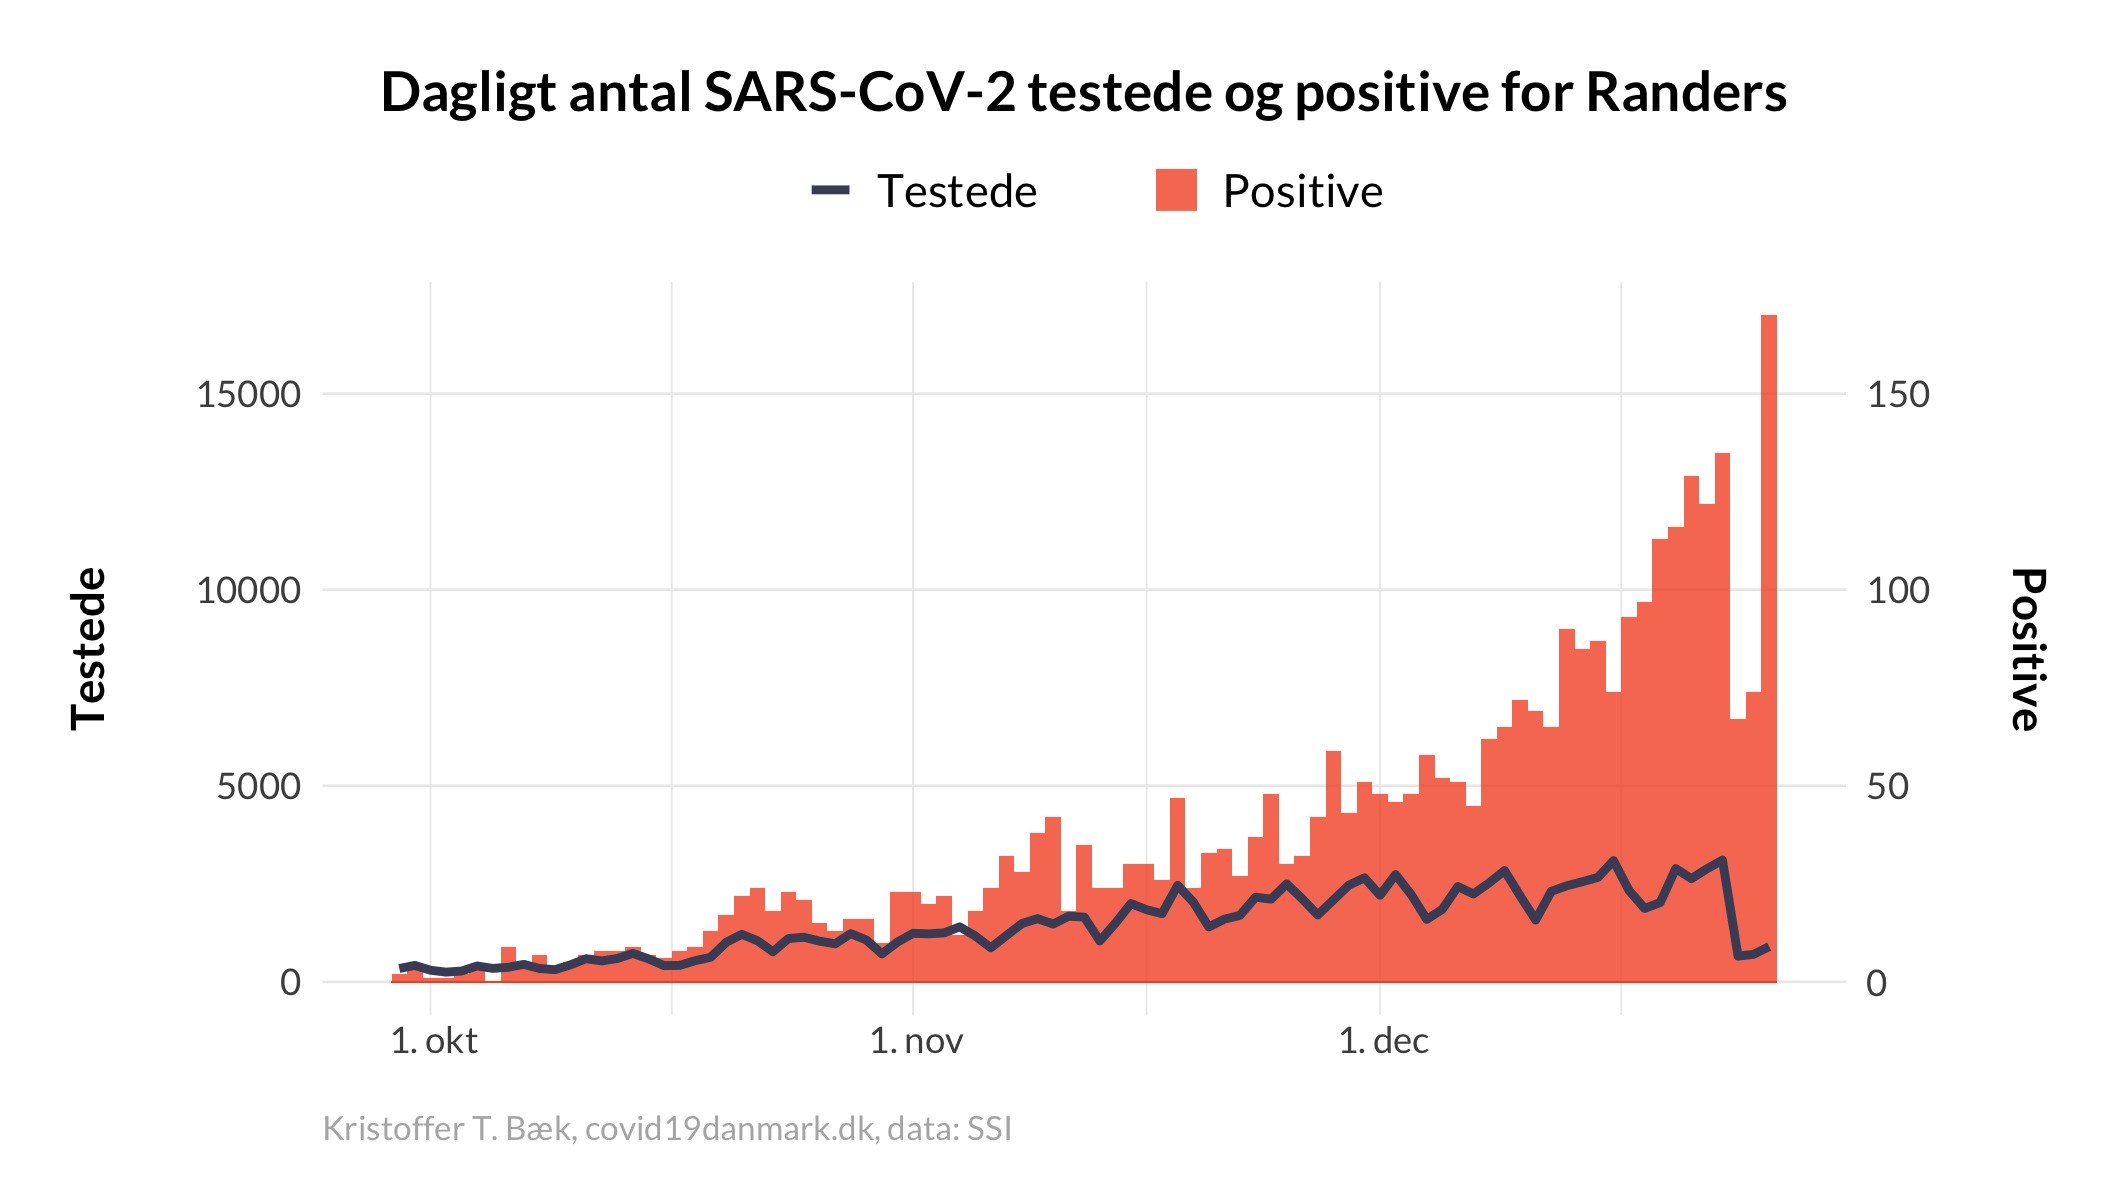 Dagligt antal SARS-CoV-2 testede og positive for Randers
Testede
Positive
15000
10000
5000
0
Testede
150
100
50
0
Positive
1. okt
1. nov
1. dec
Kristoffer T. Bæk, covid19danmark.dk, data: SSI